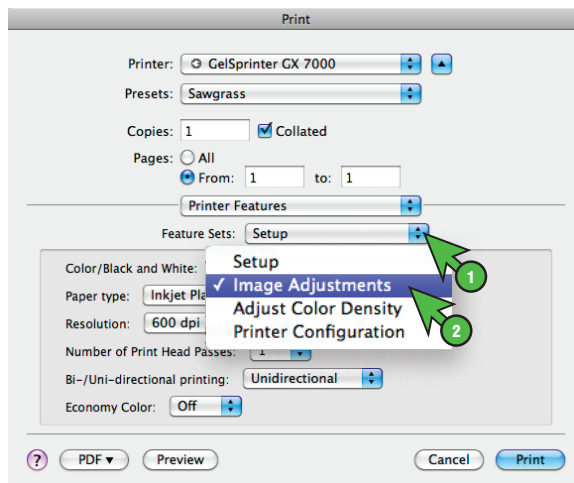 Print
Printer: GelSprinter GX 7000
Presets: Sawgrass
Copies: 1 Collated
Pages: All
From: 1 to: 1
Printer Features
Feature Sets: Setup
1
Setup
Color/Black and White:
✓ Image Adjustments
Paper type: Inkjet Pla
Adjust Color Density
2
Resolution: 600 dpi
Printer Configuration
Number of Print Head Passes: 1
Bi-/Uni-directional printing: Unidirectional
Economy Color: Off
? PDF▼ Preview Cancel Print